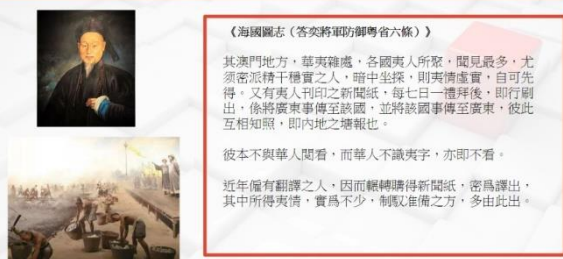 《海國圖志（答奕將軍防御粵省六條）》
其澳門地方，華夷雜處，各國夷人所聚，聞見最多，尤
須密派精干穩實之人，暗中坐探，則夷情虛實，自可先
得。又有夷人刊印之新聞紙，每七日一禮拜後，即行刷
出，係將廣東事傳至該國，並將該國事傳至廣東，彼此
互相知照，即內地之塘報也。
彼本不與華人閱看，而華人不識夷字，亦即不看。
近年僱有翻譯之人，因而輾轉購得新聞紙，密爲譯出，
其中所得夷情，實爲不少，制馭准備之方，多由此出。